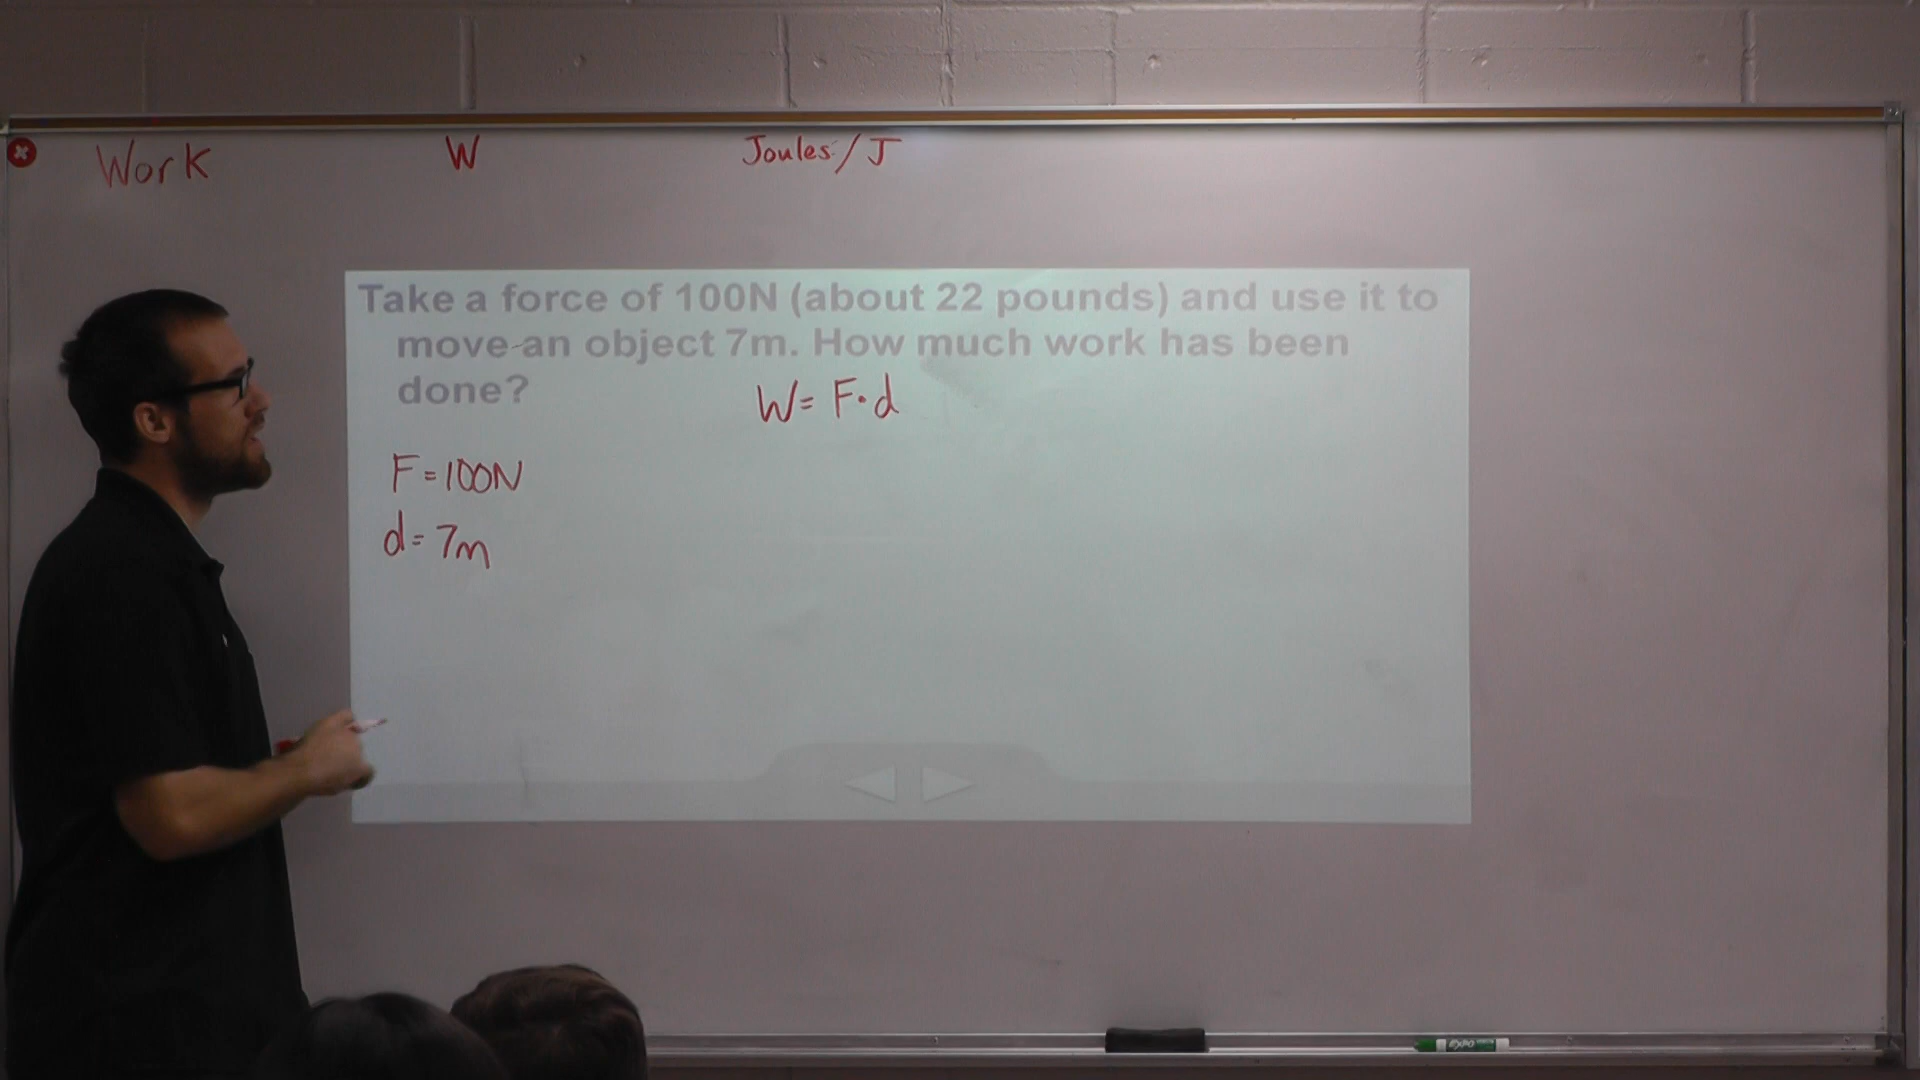 Work W Joules/J
Take a force of 100N (about 22 pounds) and use it to
move an object 7m. How much work has been
done?
W= F·d
F=100N
d=7m
EXPO